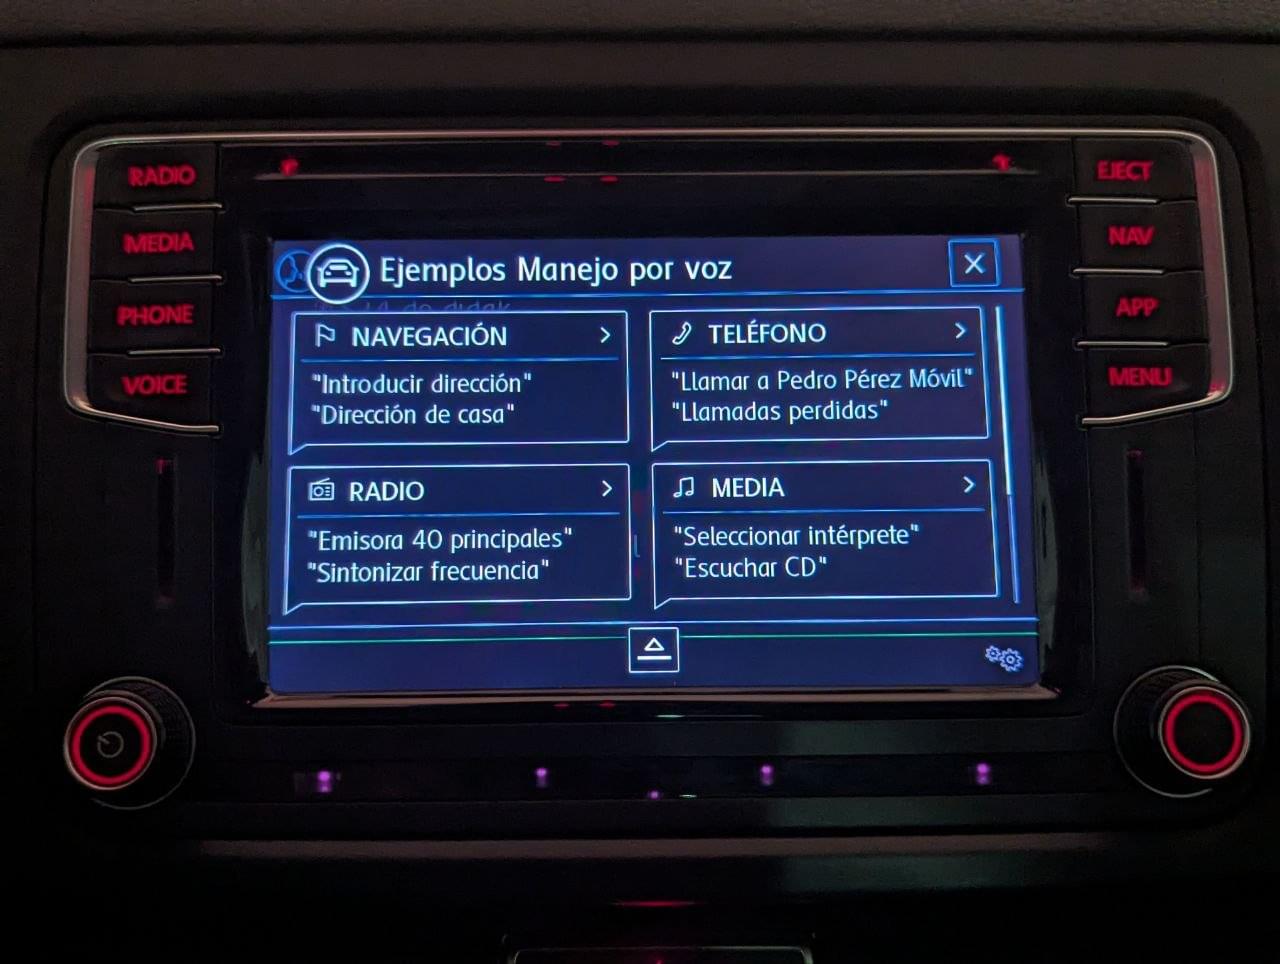 RADIO
MEDIA
PHONE
VOICE
EJECT
NAV
APP
MENU
Ejemplos Manejo por voz
NAVEGACIÓN
"Introducir dirección"
"Dirección de casa"
TELÉFONO
"Llamar a Pedro Pérez Móvil"
"Llamadas perdidas"
RADIO
"Emisora 40 principales"
"Sintonizar frecuencia"
MEDIA
"Seleccionar intérprete"
"Escuchar CD"